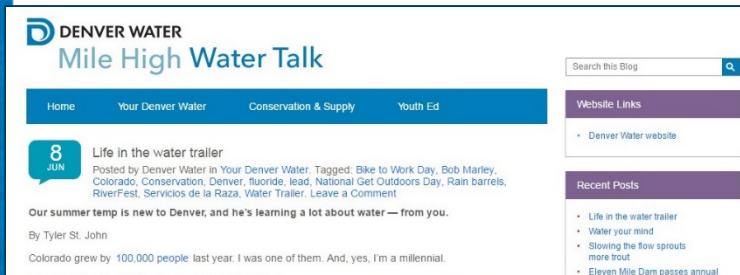 DENVER WATER
Mile High Water Talk
Search this Blog
Home Your Denver Water Conservation & Supply Youth Ed
8
JUN
Life in the water trailer
Posted by Denver Water in Your Denver Water. Tagged: Bike to Work Day, Bob Marley,
Colorado, Conservation, Denver, fluoride, lead, National Get Outdoors Day, Rain barrels,
RiverFest, Servicios de la Raza, Water Trailer. Leave a Comment
Our summer temp is new to Denver, and he's learning a lot about water — from you.
By Tyler St. John
Colorado grew by 100,000 people last year. I was one of them. And, yes, I'm a millennial.
Website Links
• Denver Water website
Recent Posts
• Life in the water trailer
• Water your mind
• Slowing the flow sprouts
more trout
• Eleven Mile Dam passes annual